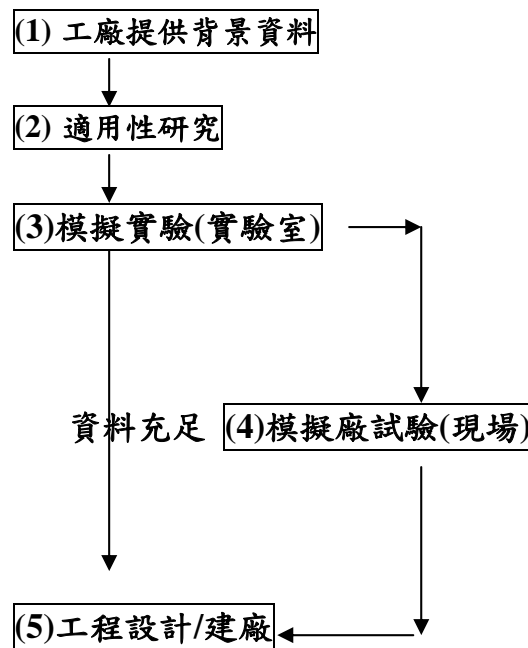 (1) 工廠提供背景資料
(2) 適用性研究
(3)模擬實驗(實驗室)
資料充足
(4)模擬廠試驗(現場)
(5)工程設計/建廠